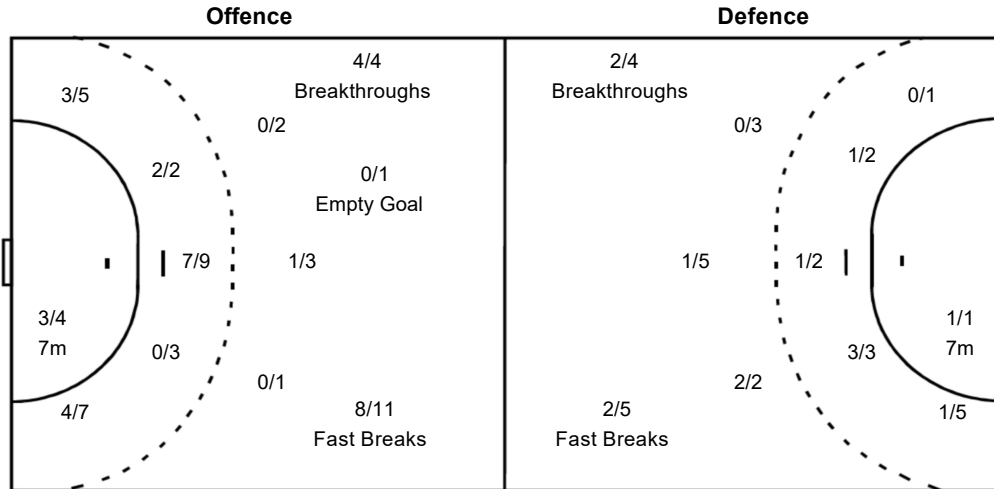 Offence
Defence
4/4
Breakthroughs
2/4
Breakthroughs
3/5
0/1
0/2
0/3
2/2
1/2
0/1
Empty Goal
7/9
1/3
1/5
1/2
3/4
7m
1/1
7m
0/3
3/3
0/1
2/2
4/7
8/11
Fast Breaks
2/5
Fast Breaks
1/5